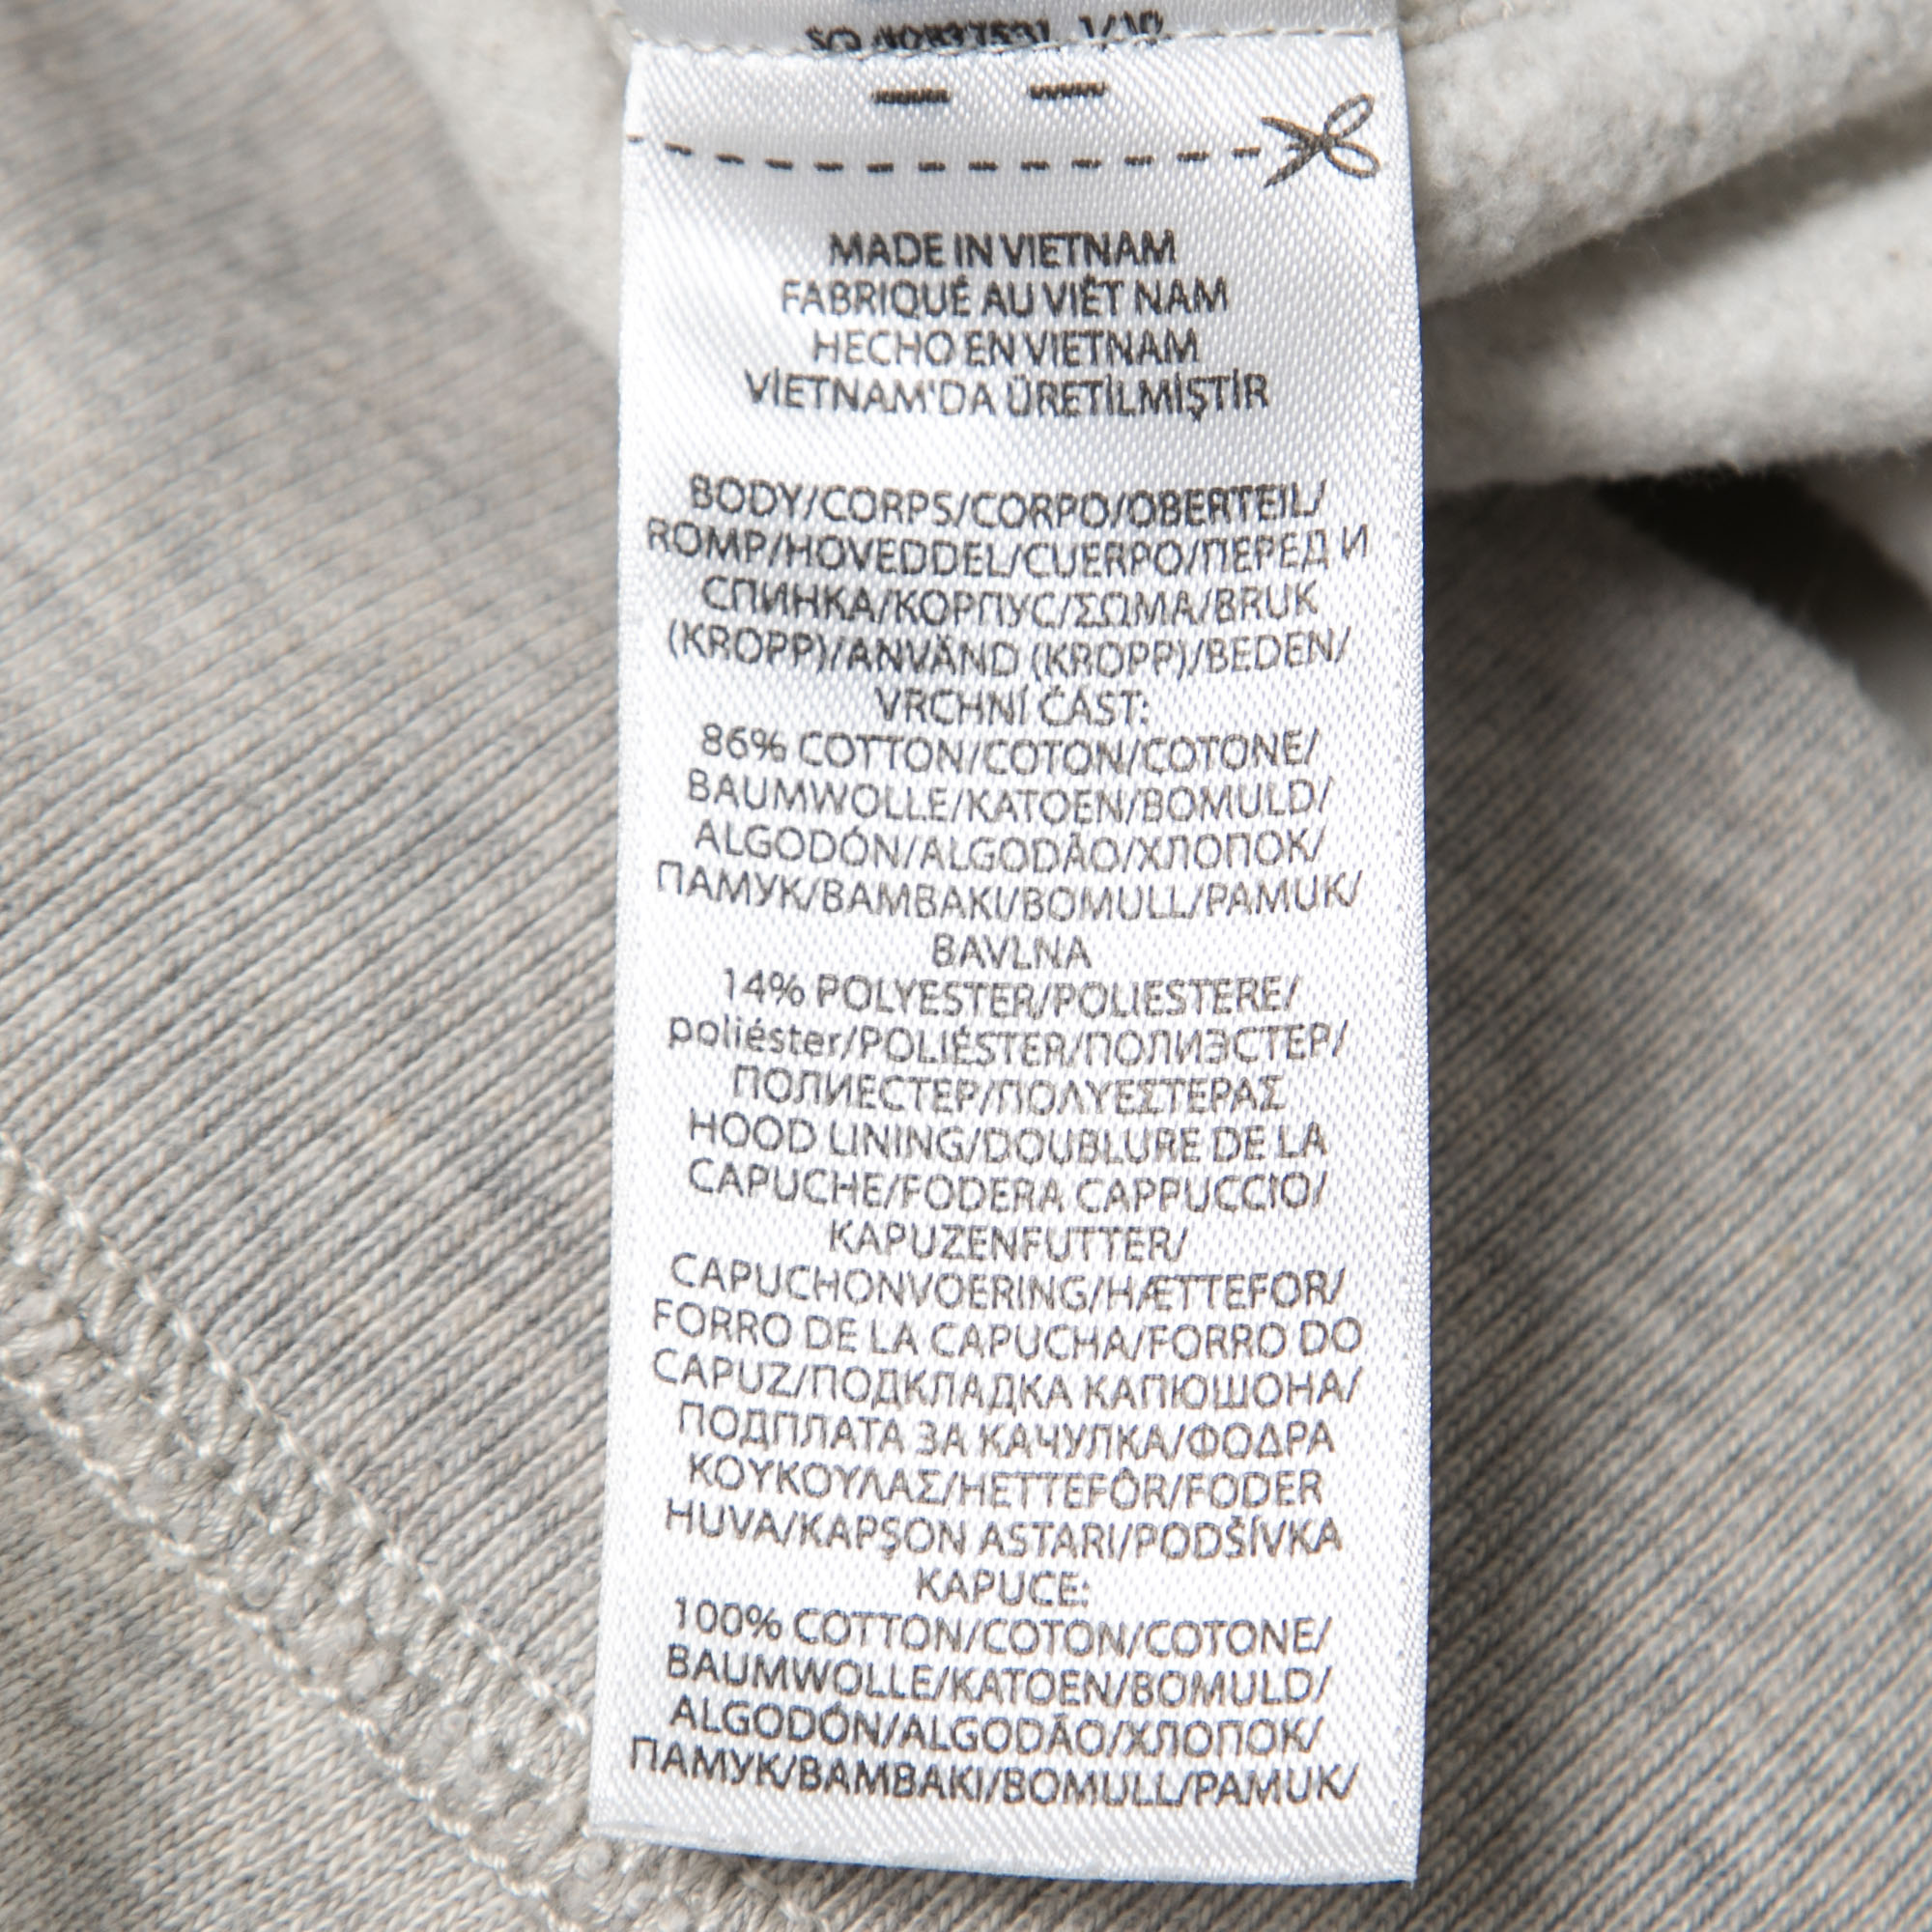 MADE IN VIETNAM
FABRIQUÉ AU VIÊT NAM
HECHO EN VIETNAM
VİETNAM'DA ÜRETİLMİŞTİR
BODY/CORPS/CORPO/OBERTEIL/
ROMP/HOVEDDEL/CUERPO/ПЕРЕД И
СПИНКА/КОРПУС/ΣΩΜΑ/BRUK
(KROPP)/ANVÄND (KROPP)/BEDEN/
VRCHNÍ ČÁST:
86% COTTON/COTON/COTONE/
BAUMWOLLE/KATOEN/BOMULD/
ALGODÓN/ALGODÃO/ХЛОПОК/
ПАМУК/ΒΑΜΒΑΚΙ/BOMULL/PAMUK/
BAVLNA
14% POLYESTER/POLIESTERE/
poliéster/POLIÉSTER/ПОЛИЭСТЕР/
ПОЛИЕСТЕР/ΠΟΛΥΕΣΤΕΡΑΣ
HOOD LINING/DOUBLURE DE LA
CAPUCHE/FODERA CAPPUCCIO/
KAPUZENFUTTER/
CAPUCHONVOERING/HÆTTEFOR/
FORRO DE LA CAPUCHA/FORRO DO
CAPUZ/ПОДКЛАДКА КАПЮШОНА/
ПОДПЛАТА ЗА КАЧУЛКА/ΦΟΔΡΑ
ΚΟΥΚΟΥΛΑΣ/HETTEFÔR/FODER
HUVA/KAPŞON ASTARI/PODŠÍVKA
KAPUCE:
100% COTTON/COTON/COTONE/
BAUMWOLLE/KATOEN/BOMULD/
ALGODÓN/ALGODÃO/ХЛОПОК/
ПАМУК/ΒΑΜΒΑΚΙ/BOMULL/PAMUK/